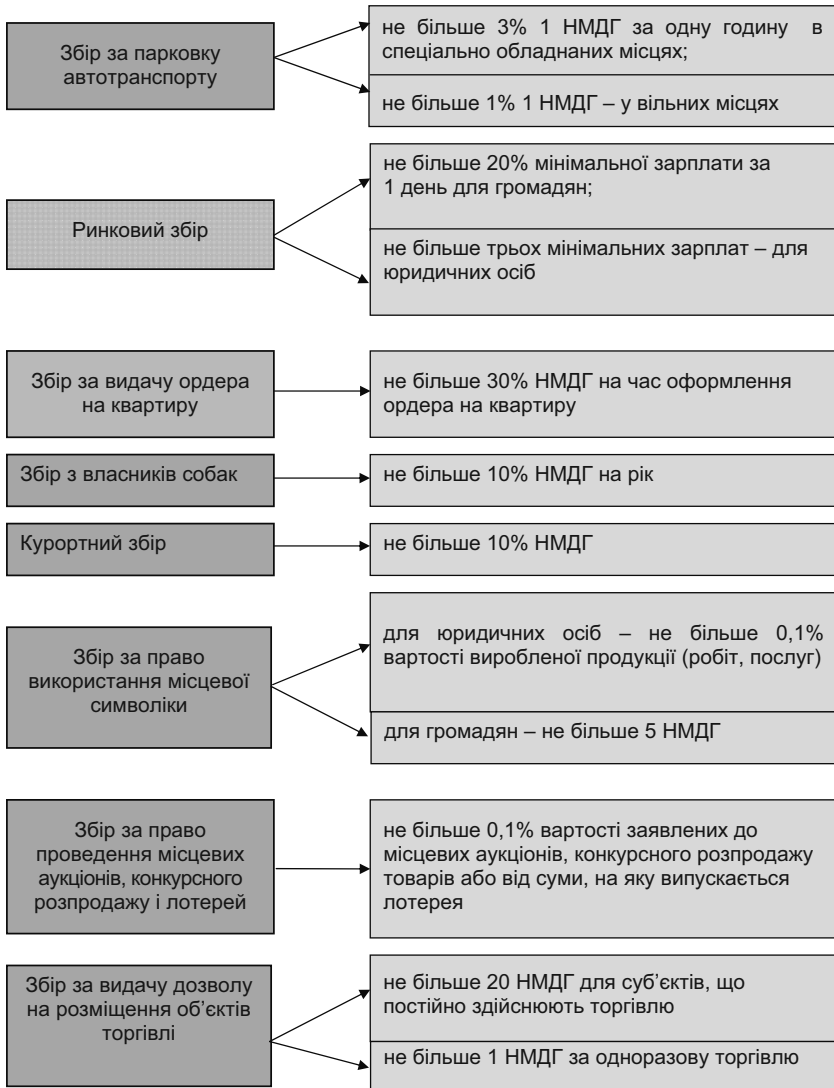 Збір за парковку
автотранспорту
не більше 3% 1 НМДГ за одну годину в
спеціально обладнаних місцях;
не більше 1% 1 НМДГ – у вільних місцях
Ринковий збір
не більше 20% мінімальної зарплати за
1 день для громадян;
не більше трьох мінімальних зарплат – для
юридичних осіб
Збір за видачу ордера
на квартиру
не більше 30% НМДГ на час оформлення
ордера на квартиру
Збір з власників собак
не більше 10% НМДГ на рік
Курортний збір
не більше 10% НМДГ
Збір за право
використання місцевої
символіки
для юридичних осіб – не більше 0,1%
вартості виробленої продукції (робіт, послуг)
для громадян – не більше 5 НМДГ
Збір за право
проведення місцевих
аукціонів, конкурсного
розпродажу і лотерей
не більше 0,1% вартості заявлених до
місцевих аукціонів, конкурсного розпродажу
товарів або від суми, на яку випускається
лотерея
Збір за видачу дозволу
на розміщення об’єктів
торгівлі
не більше 20 НМДГ для суб’єктів, що
постійно здійснюють торгівлю
не більше 1 НМДГ за одноразову торгівлю